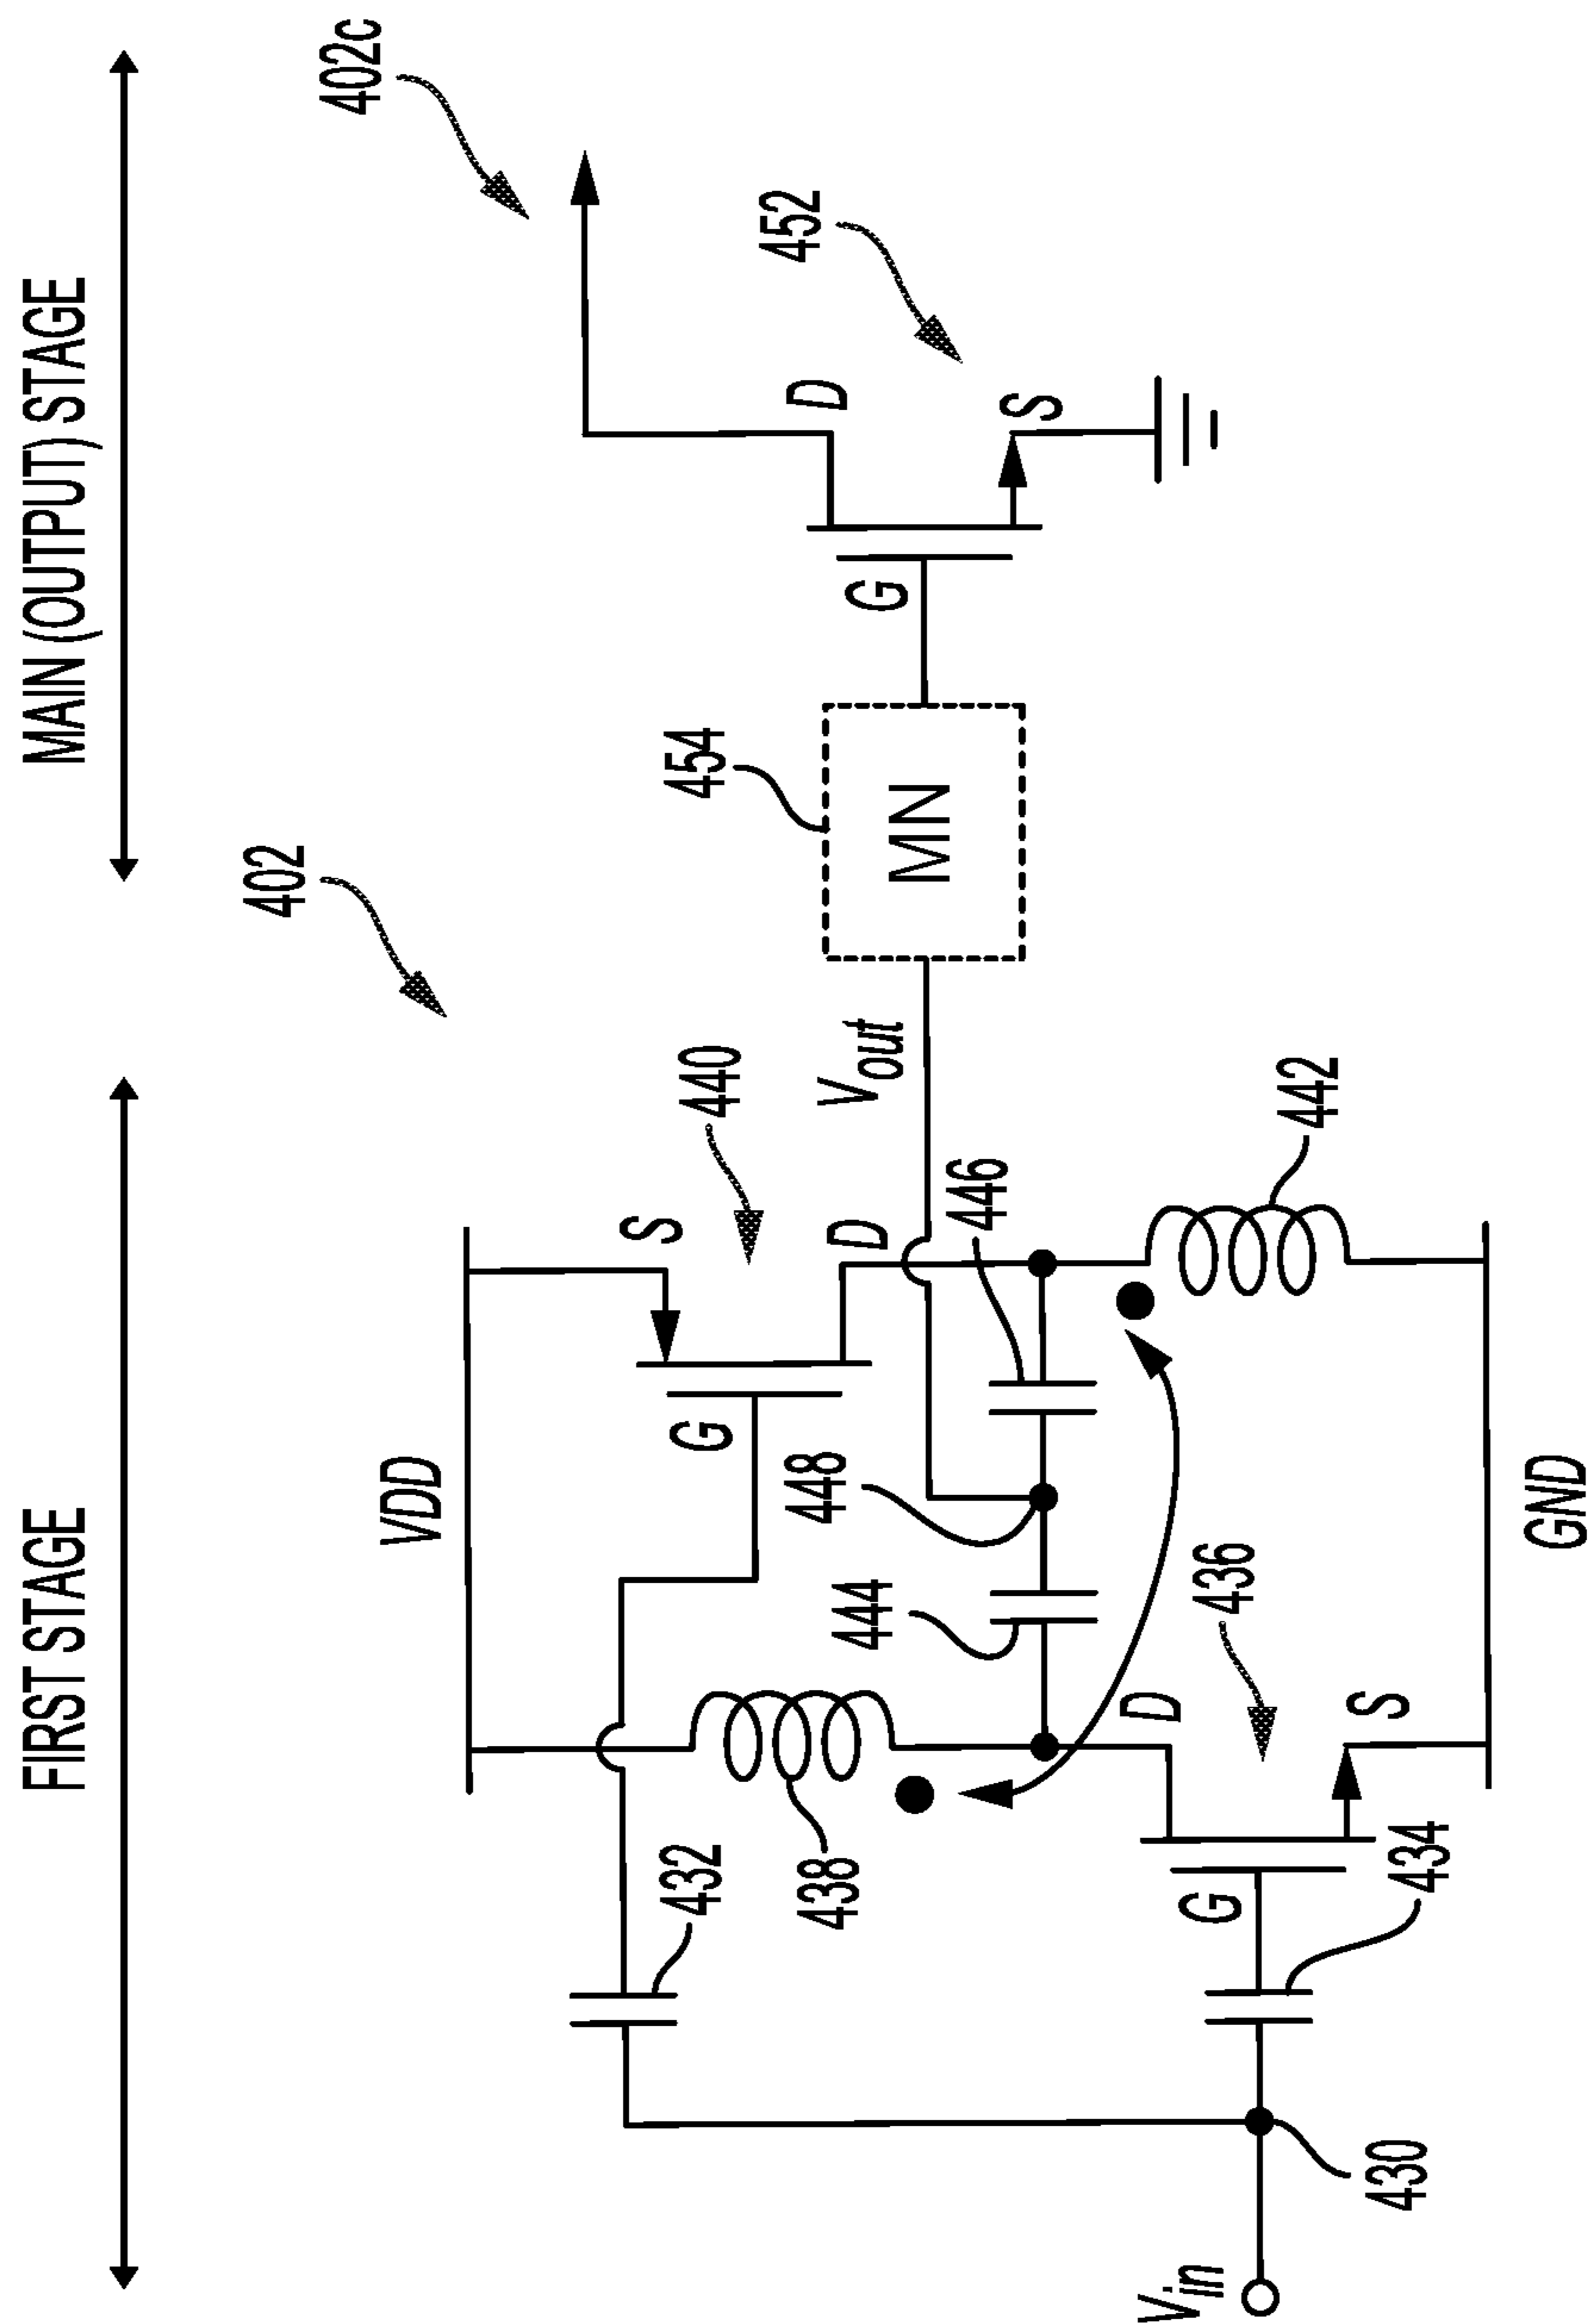 FIRST STAGE
MAIN (OUTPUT) STAGE
402
402c
VDD
S
440
G
D
432
438
448
444
446
Vout
454
MN
D
452
G
S
442
D
436
G
S
434
Vin
430
GND